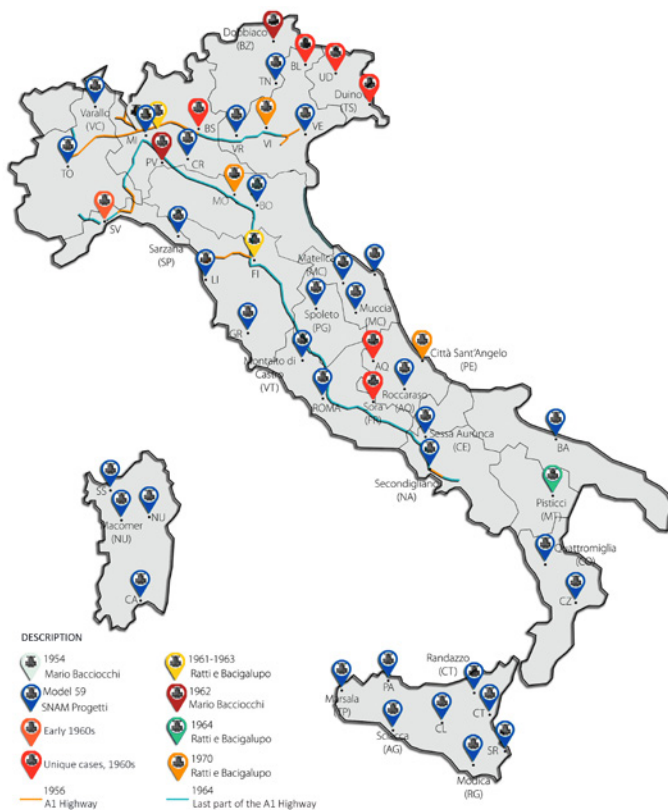 Dobbiaco
(BZ)
BL
UD
TN
Duino
(TS)
Varallo
(VC)
MI
BS
VR
VI
VE
TO
PV
CR
MO
BO
SV
Sarzana
(SP)
FI
LI
Matelica
(MC)
Muccia
(MC)
Spoleto
(PG)
GR
Montalto di
Castro
(VT)
AQ
Città Sant'Angelo
(PE)
Roccaraso
(AQ)
Sora
(FR)
ROMA
Sessa Aurunca
(CE)
BA
Secondigliano
(NA)
Pisticci
(MT)
SS
NU
Macomer
(NU)
CA
Quattromiglia
(CO)
CZ
Randazzo
(CT)
PA
Marsala
(TP)
CT
CL
Sciacca
(AG)
SR
Modica
(RG)
DESCRIPTION
1954
Mario Bacciocchi
Model 59
SNAM Progetti
Early 1960s
Unique cases, 1960s
1956
A1 Highway
1961-1963
Ratti e Bacigalupo
1962
Mario Bacciocchi
1964
Ratti e Bacigalupo
1970
Ratti e Bacigalupo
1964
Last part of the A1 Highway